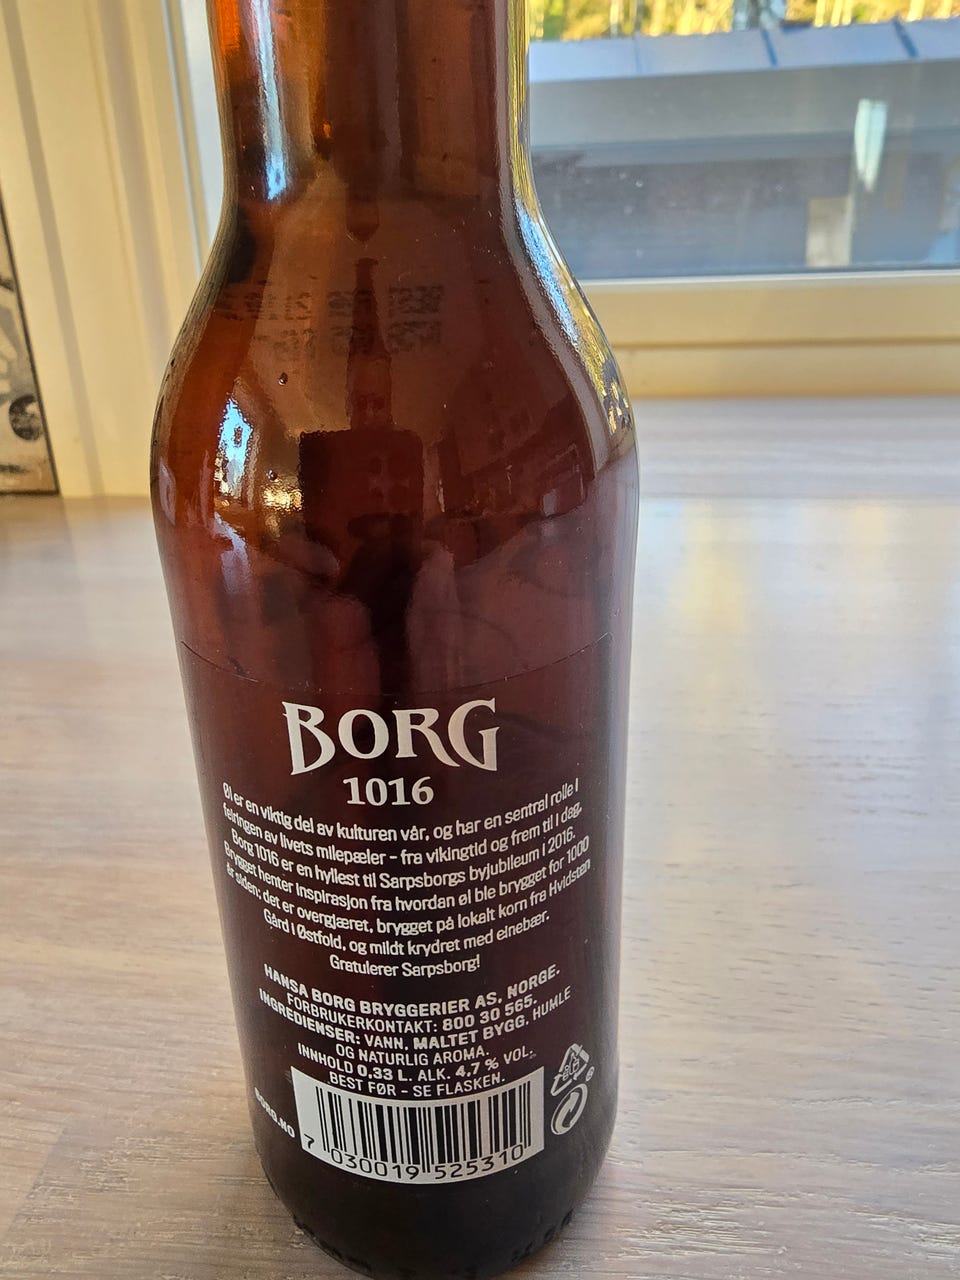 BORG
1016
Øl er en viktig del av kulturen vår, og har en sentral rolle i
feiringen av livets milepæler - fra vikingtid og frem til i dag.
Borg 1016 er en hyllest til Sarpsborgs byjubileum i 2016.
Brygget henter inspirasjon fra hvordan øl ble brygget for 1000
år siden: det er overgjæret, brygget på lokalt korn fra Hvidsten
Gård i Østfold, og mildt krydret med einebær.
Gratulerer Sarpsborg!
HANSA BORG BRYGGERIER AS, NORGE.
FORBRUKERKONTAKT: 800 30 565.
INGREDIENSER: VANN, MALTET BYGG, HUMLE
OG NATURLIG AROMA.
INNHOLD 0,33 L. ALK. 4,7 % VOL.
BEST FØR - SE FLASKEN.
BORG.NO
7 030019 525310